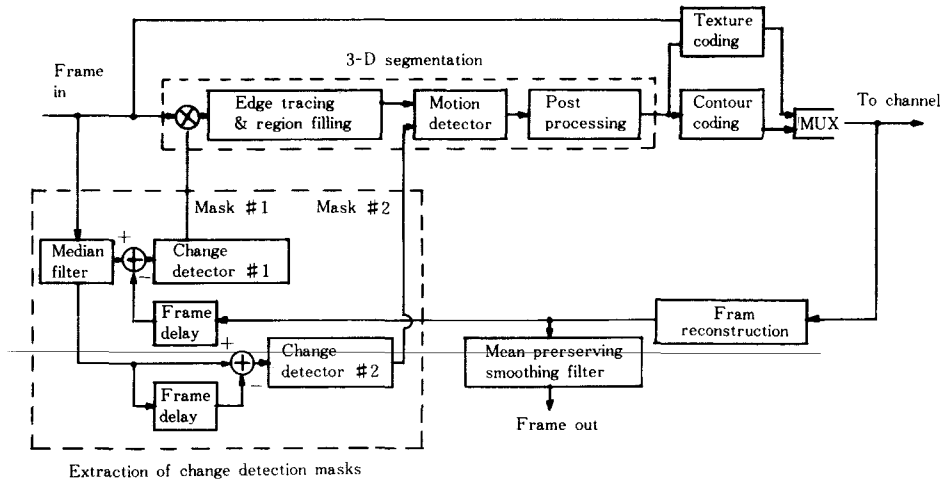 3-D segmentation
Texture
coding
Frame
in
Edge tracing
& region filling
Motion
detector
Post
processing
Contour
coding
MUX
To channel
Mask #1
Mask #2
Median
filter
+
−
Change
detector #1
Frame
delay
Fram
reconstruction
+
−
Change
detector #2
Mean prerserving
smoothing filter
Frame
delay
Frame out
Extraction of change detection masks